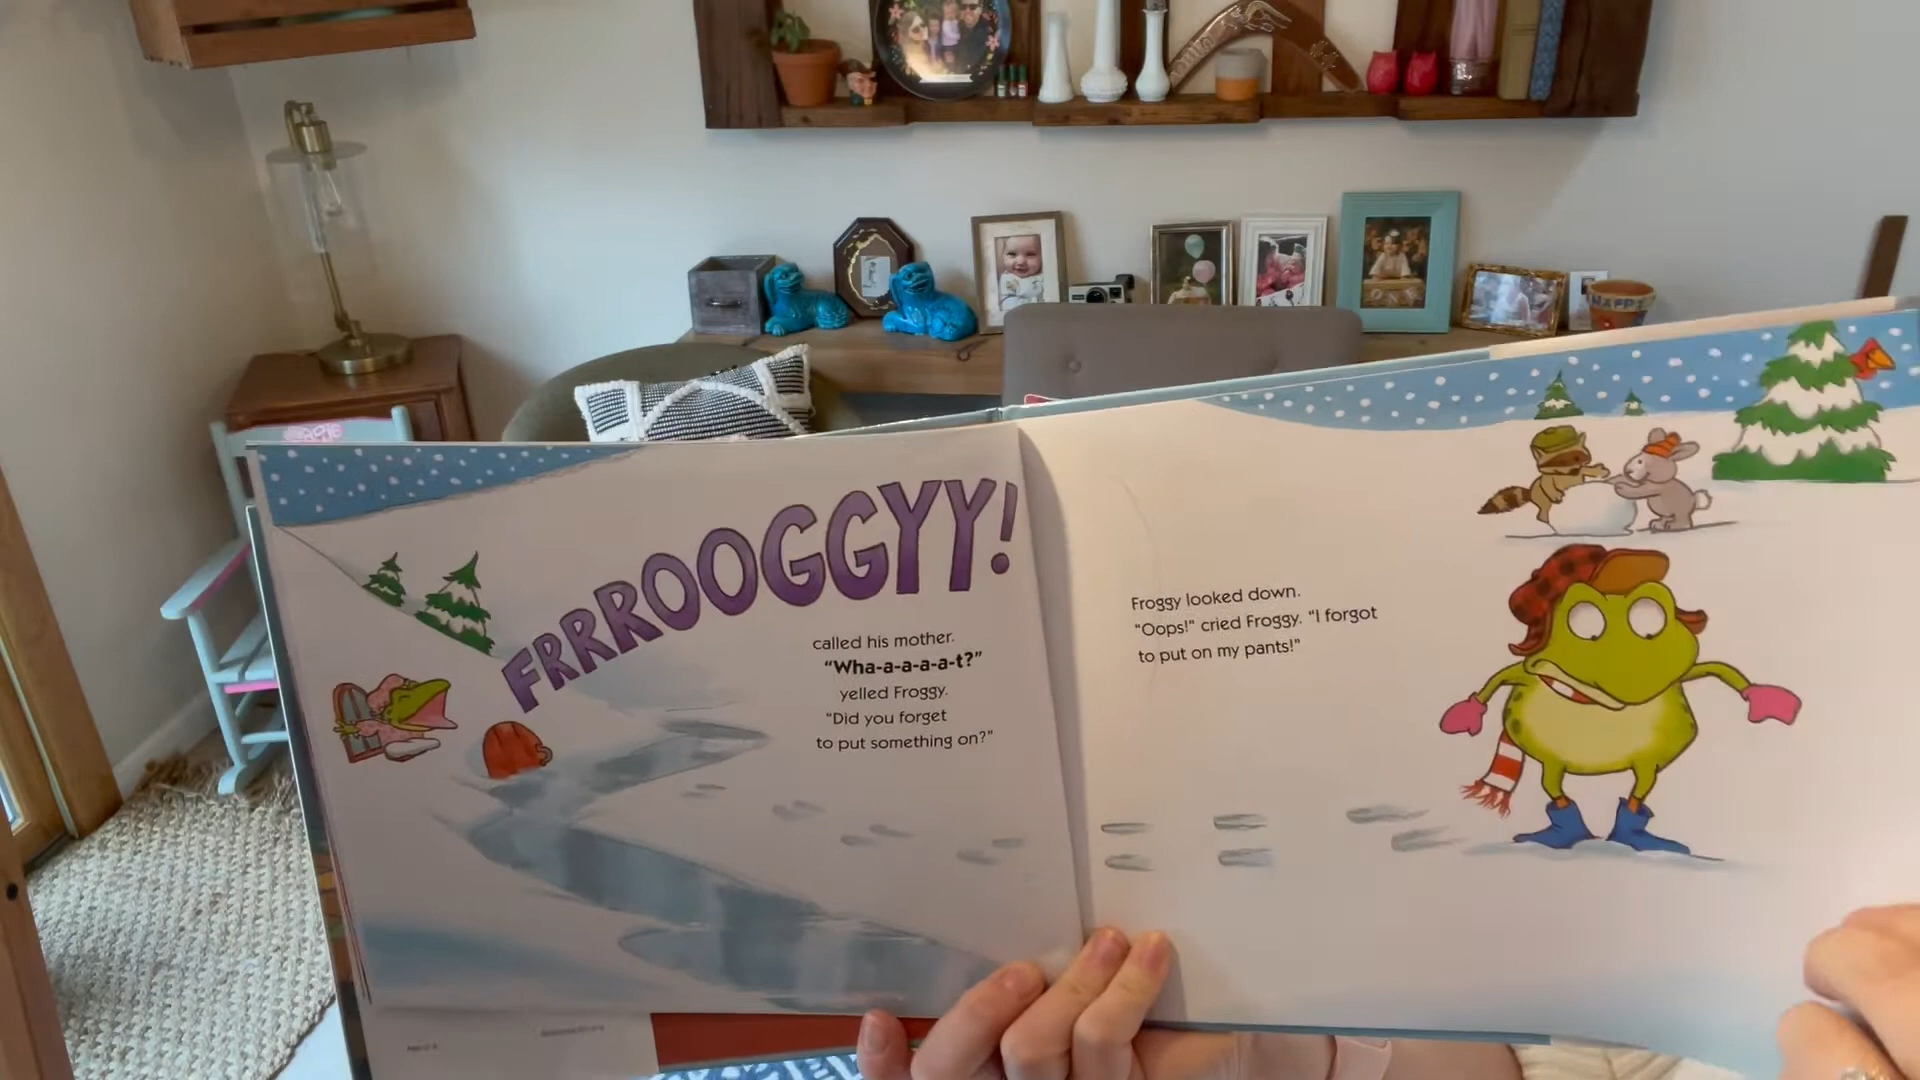 HAPPY
FRRROOGGYY!
called his mother.
"Wha-a-a-a-a-t?"
yelled Froggy.
"Did you forget
to put something on?"
Froggy looked down.
"Oops!" cried Froggy. "I forgot
to put on my pants!"